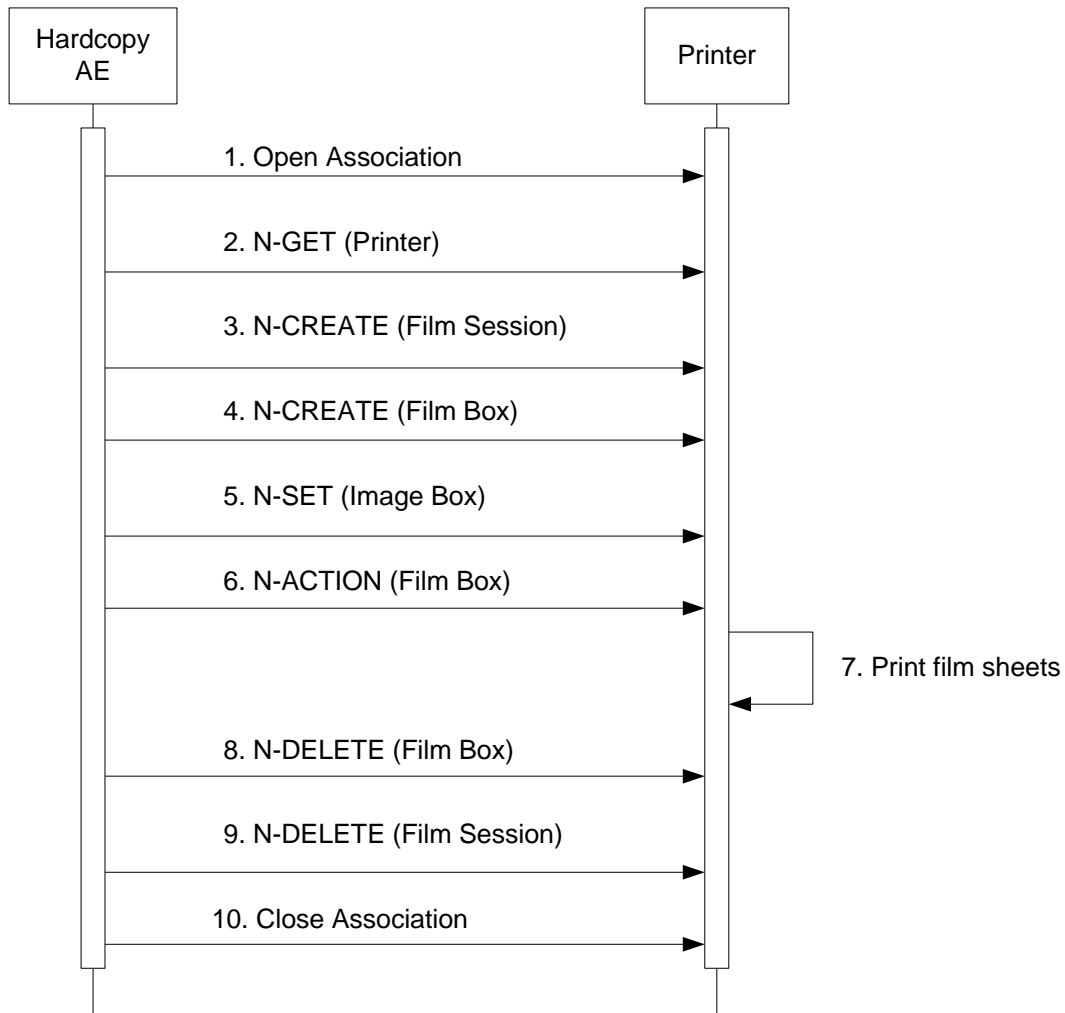 Hardcopy
AE
Printer
1. Open Association
2. N-GET (Printer)
3. N-CREATE (Film Session)
4. N-CREATE (Film Box)
5. N-SET (Image Box)
6. N-ACTION (Film Box)
7. Print film sheets
8. N-DELETE (Film Box)
9. N-DELETE (Film Session)
10. Close Association